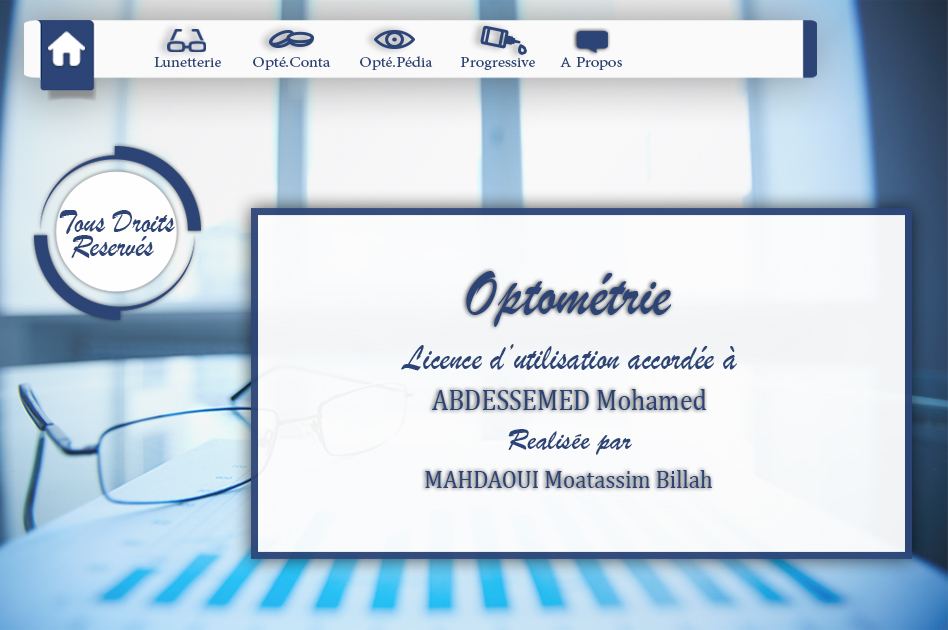 Lunetterie
Opté.Conta
Opté.Pédia
Progressive
A Propos
Tous Droits
Reservés
Optométrie
Licence d'utilisation accordée à
ABDESSEMED Mohamed
Realisée par
MAHDAOUI Moatassim Billah